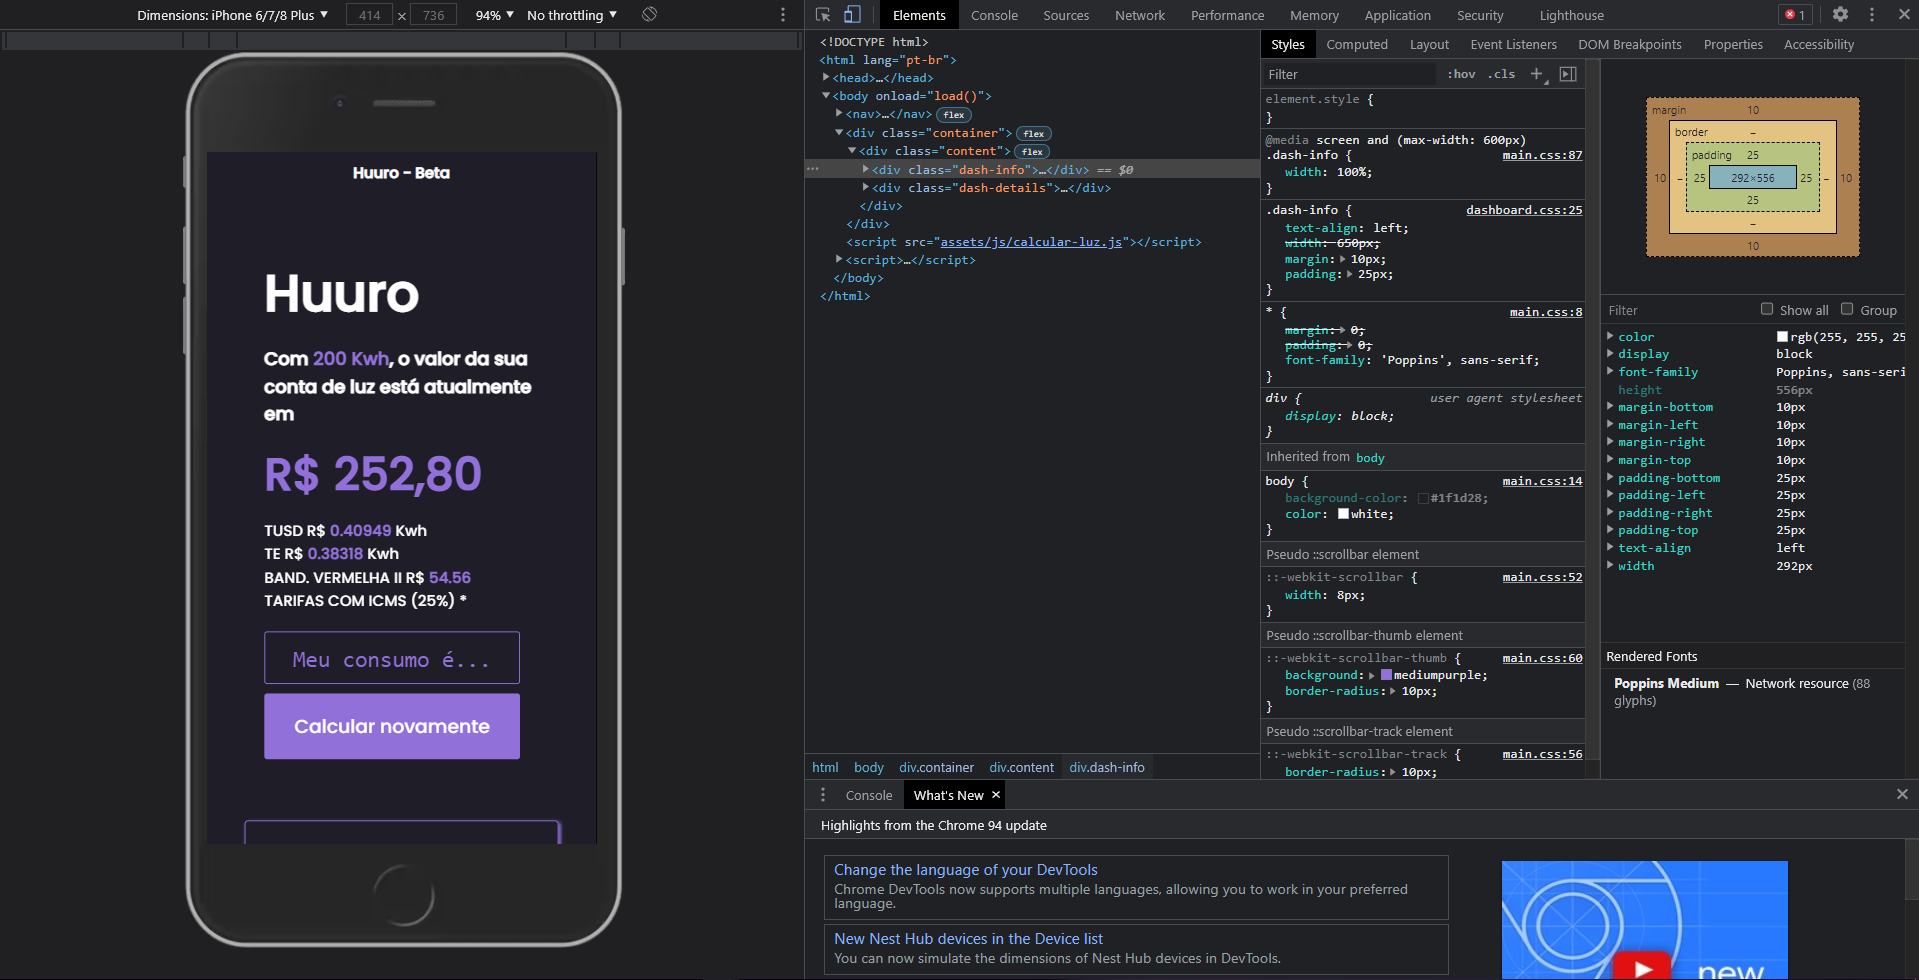 Dimensions: iPhone 6/7/8 Plus ▼ 414 × 736 94% ▼ No throttling ▼
Huuro - Beta
Huuro
Com 200 Kwh, o valor da sua
conta de luz está atualmente
em
R$ 252,80
TUSD R$ 0.40949 Kwh
TE R$ 0.38318 Kwh
BAND. VERMELHA II R$ 54.56
TARIFAS COM ICMS (25%) *
Meu consumo é...
Calcular novamente
Elements Console Sources Network Performance Memory Application Security Lighthouse 1
<!DOCTYPE html>
<html lang="pt-br">
<head>…</head>
<body onload="load()">
<nav>…</nav> flex
<div class="container"> flex
<div class="content"> flex
<div class="dash-info">…</div> == $0
<div class="dash-details">…</div>
</div>
</div>
<script src="assets/js/calcular-luz.js"></script>
<script>…</script>
</body>
</html>
html body div.container div.content div.dash-info
Styles Computed Layout Event Listeners DOM Breakpoints Properties Accessibility
Filter :hov .cls +
element.style {
}
@media screen and (max-width: 600px)
.dash-info { main.css:87
width: 100%;
}
.dash-info { dashboard.css:25
text-align: left;
width: 650px;
margin: 10px;
padding: 25px;
}
* { main.css:8
margin: 0;
padding: 0;
font-family: 'Poppins', sans-serif;
}
div { user agent stylesheet
display: block;
}
Inherited from body
body { main.css:14
background-color: #1f1d28;
color: white;
}
Pseudo ::scrollbar element
::-webkit-scrollbar { main.css:52
width: 8px;
}
Pseudo ::scrollbar-thumb element
::-webkit-scrollbar-thumb { main.css:60
background: mediumpurple;
border-radius: 10px;
}
Pseudo ::scrollbar-track element
::-webkit-scrollbar-track { main.css:56
border-radius: 10px;
margin 10
border –
padding 25
10 – 25 292×556 25 – 10
25
–
10
Filter Show all Group
color rgb(255, 255, 25
display block
font-family Poppins, sans-seri
height 556px
margin-bottom 10px
margin-left 10px
margin-right 10px
margin-top 10px
padding-bottom 25px
padding-left 25px
padding-right 25px
padding-top 25px
text-align left
width 292px
Rendered Fonts
Poppins Medium — Network resource (88
glyphs)
Console What's New ×
Highlights from the Chrome 94 update
Change the language of your DevTools
Chrome DevTools now supports multiple languages, allowing you to work in your preferred
language.
New Nest Hub devices in the Device list
You can now simulate the dimensions of Nest Hub devices in DevTools.
new